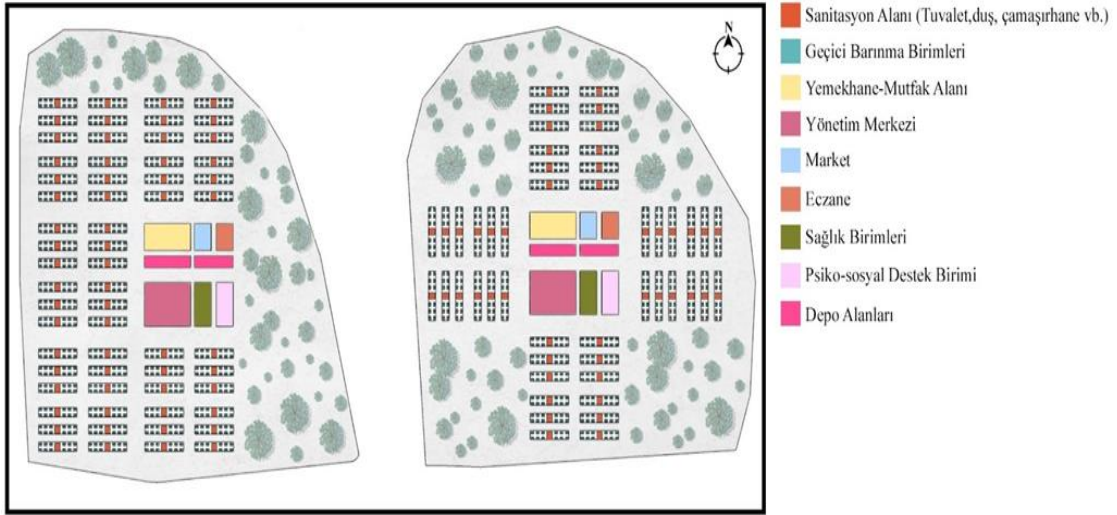 N
Sanitasyon Alanı (Tuvalet,duş, çamaşırhane vb.)
Geçici Barınma Birimleri
Yemekhane-Mutfak Alanı
Yönetim Merkezi
Market
Eczane
Sağlık Birimleri
Psiko-sosyal Destek Birimi
Depo Alanları